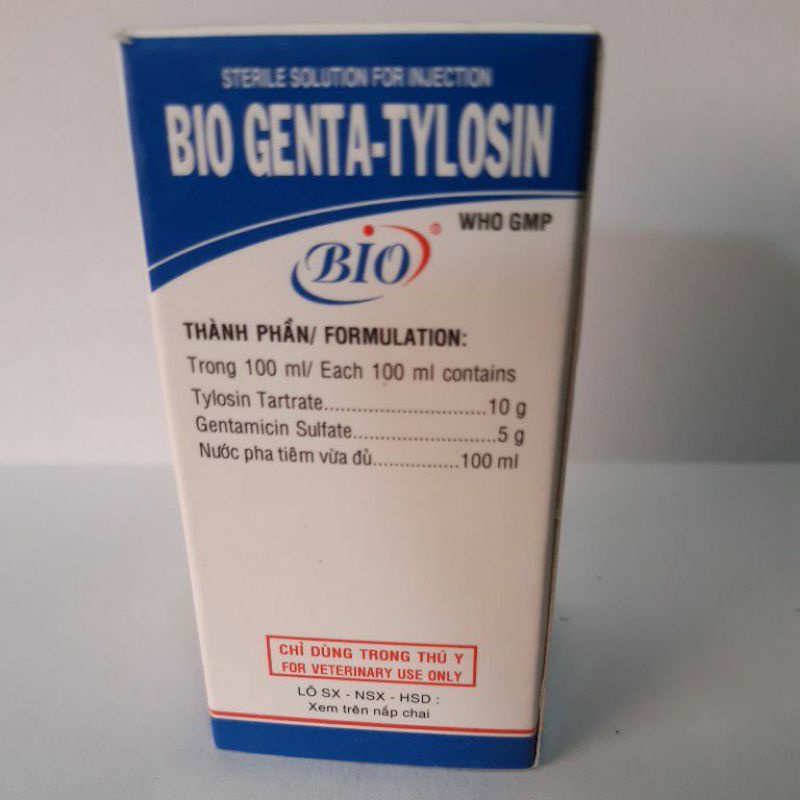 STERILE SOLUTION FOR INJECTION
BIO GENTA-TYLOSIN
WHO GMP
BIO®
THÀNH PHẦN/ FORMULATION:
Trong 100 ml/ Each 100 ml contains
Tylosin Tartrate............................10 g
Gentamicin Sulfate.........................5 g
Nước pha tiêm vừa đủ................100 ml
CHỈ DÙNG TRONG THÚ Y
FOR VETERINARY USE ONLY
LÔ SX - NSX - HSD :
Xem trên nắp chai